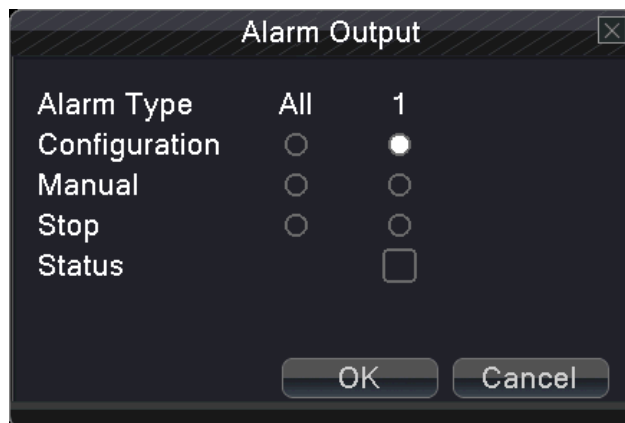 Alarm Output
Alarm Type All 1
Configuration
Manual
Stop
Status
OK Cancel